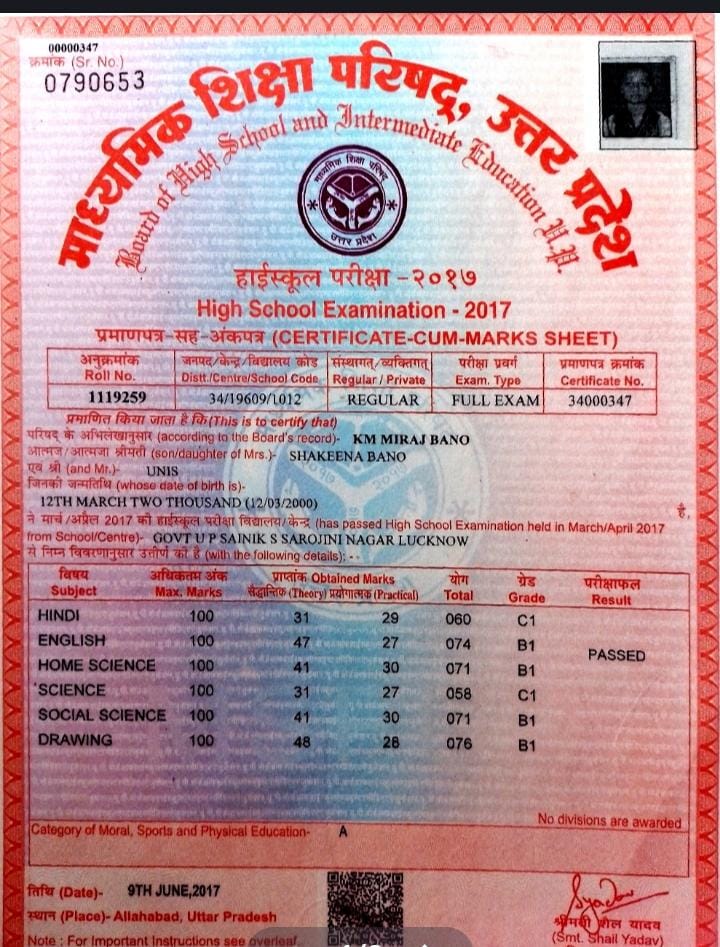 00000347
क्रमांक (Sr. No.)
0790653
माध्यमिक शिक्षा परिषद्, उत्तर प्रदेश
Board of High School and Intermediate Education U.P.
माध्यमिक शिक्षा परिषद्
उत्तर प्रदेश
हाईस्कूल परीक्षा - २०१७
High School Examination - 2017
प्रमाणपत्र-सह-अंकपत्र (CERTIFICATE-CUM-MARKS SHEET)
अनुक्रमांक जनपद/केन्द्र/विद्यालय कोड संस्थागत/व्यक्तिगत परीक्षा प्रवर्ग प्रमाणपत्र क्रमांक
Roll No. Distt./Centre/School Code Regular / Private Exam. Type Certificate No.
1119259 34/19609/1012 REGULAR FULL EXAM 34000347
प्रमाणित किया जाता है कि (This is to certify that)
परिषद् के अभिलेखानुसार (according to the Board's record)- KM MIRAJ BANO
आत्मज/आत्मजा श्रीमती (son/daughter of Mrs.)- SHAKEENA BANO
एवं श्री (and Mr.)- UNIS
जिनकी जन्मतिथि (whose date of birth is)-
12TH MARCH TWO THOUSAND (12/03/2000) है,
ने मार्च/अप्रैल 2017 की हाईस्कूल परीक्षा विद्यालय/केन्द्र (has passed High School Examination held in March/April 2017
from School/Centre)- GOVT U P SAINIK S SAROJINI NAGAR LUCKNOW
से निम्न विवरणानुसार उत्तीर्ण की है (with the following details):--
विषय अधिकतम अंक प्राप्तांक Obtained Marks योग ग्रेड परीक्षाफल
Subject Max. Marks सैद्धान्तिक (Theory) प्रयोगात्मक (Practical) Total Grade Result
HINDI 100 31 29 060 C1
ENGLISH 100 47 27 074 B1 PASSED
HOME SCIENCE 100 41 30 071 B1
'SCIENCE 100 31 27 058 C1
SOCIAL SCIENCE 100 41 30 071 B1
DRAWING 100 48 28 076 B1
No divisions are awarded
Category of Moral, Sports and Physical Education- A
तिथि (Date)- 9TH JUNE,2017
स्थान (Place)- Allahabad, Uttar Pradesh
श्रीमती शैल यादव
(Smt. Shail Yadav)
Note : For Important Instructions see overleaf.